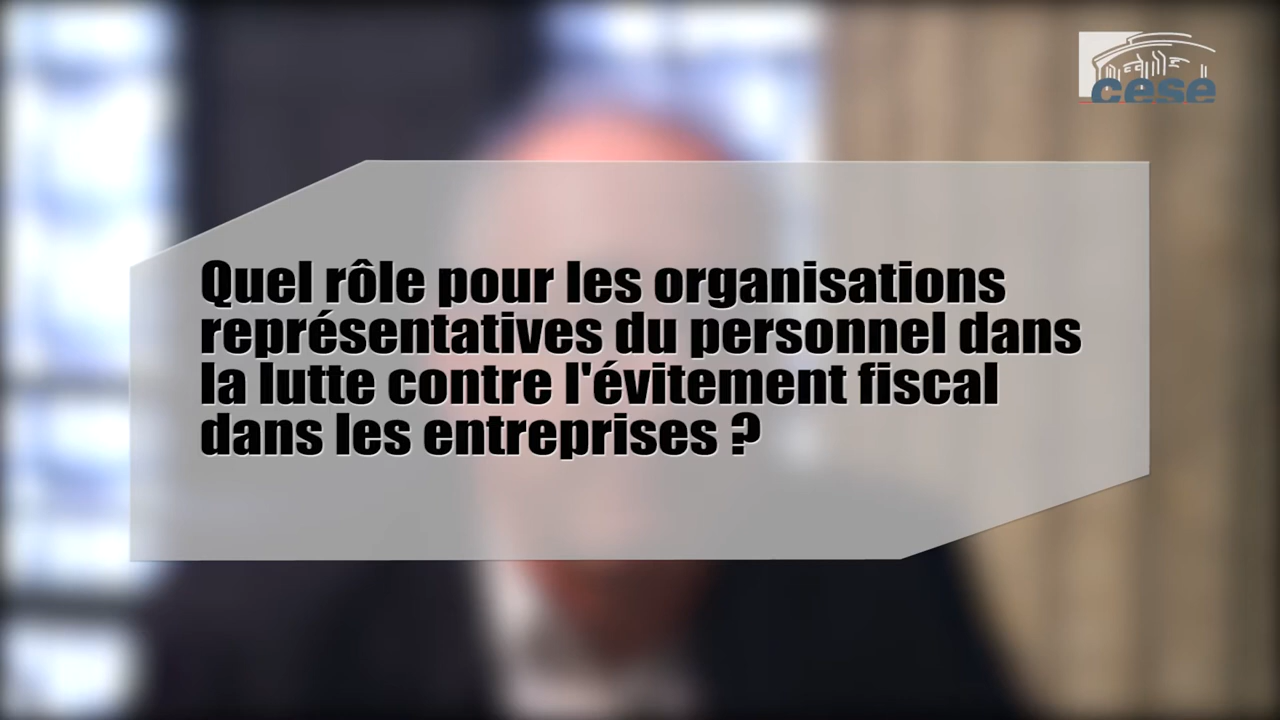 cese
Quel rôle pour les organisations
représentatives du personnel dans
la lutte contre l'évitement fiscal
dans les entreprises ?